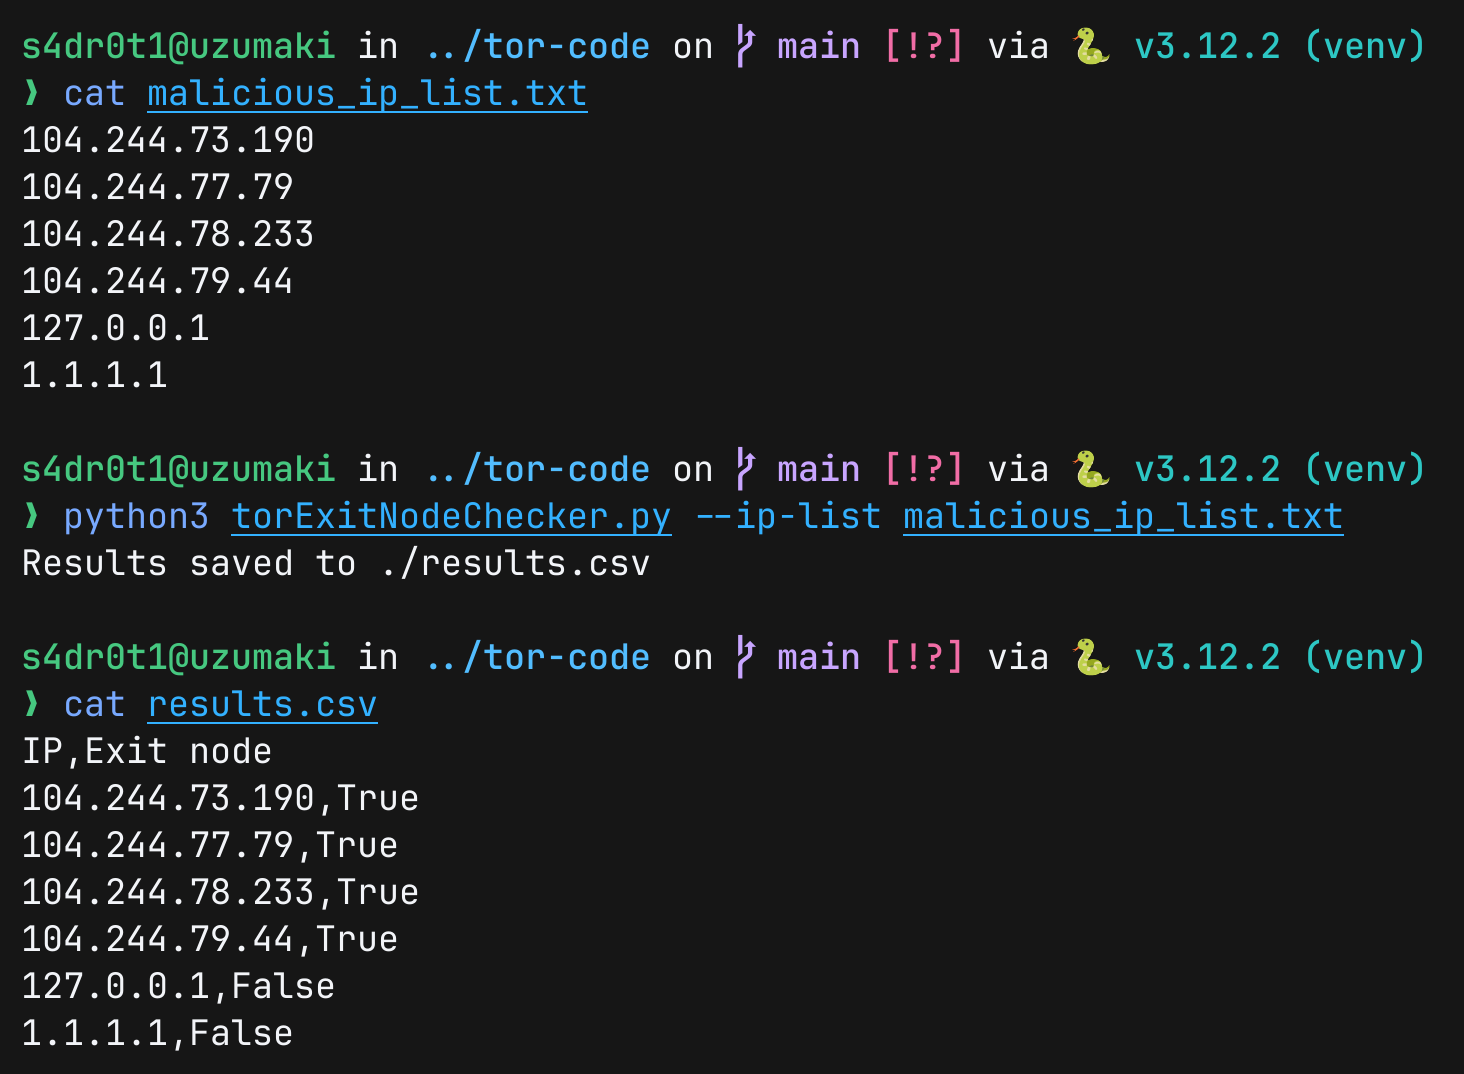 s4dr0t1@uzumaki in ../tor-code on main [!?] via 🐍 v3.12.2 (venv)
❱ cat malicious_ip_list.txt
104.244.73.190
104.244.77.79
104.244.78.233
104.244.79.44
127.0.0.1
1.1.1.1
s4dr0t1@uzumaki in ../tor-code on main [!?] via 🐍 v3.12.2 (venv)
❱ python3 torExitNodeChecker.py --ip-list malicious_ip_list.txt
Results saved to ./results.csv
s4dr0t1@uzumaki in ../tor-code on main [!?] via 🐍 v3.12.2 (venv)
❱ cat results.csv
IP,Exit node
104.244.73.190,True
104.244.77.79,True
104.244.78.233,True
104.244.79.44,True
127.0.0.1,False
1.1.1.1,False